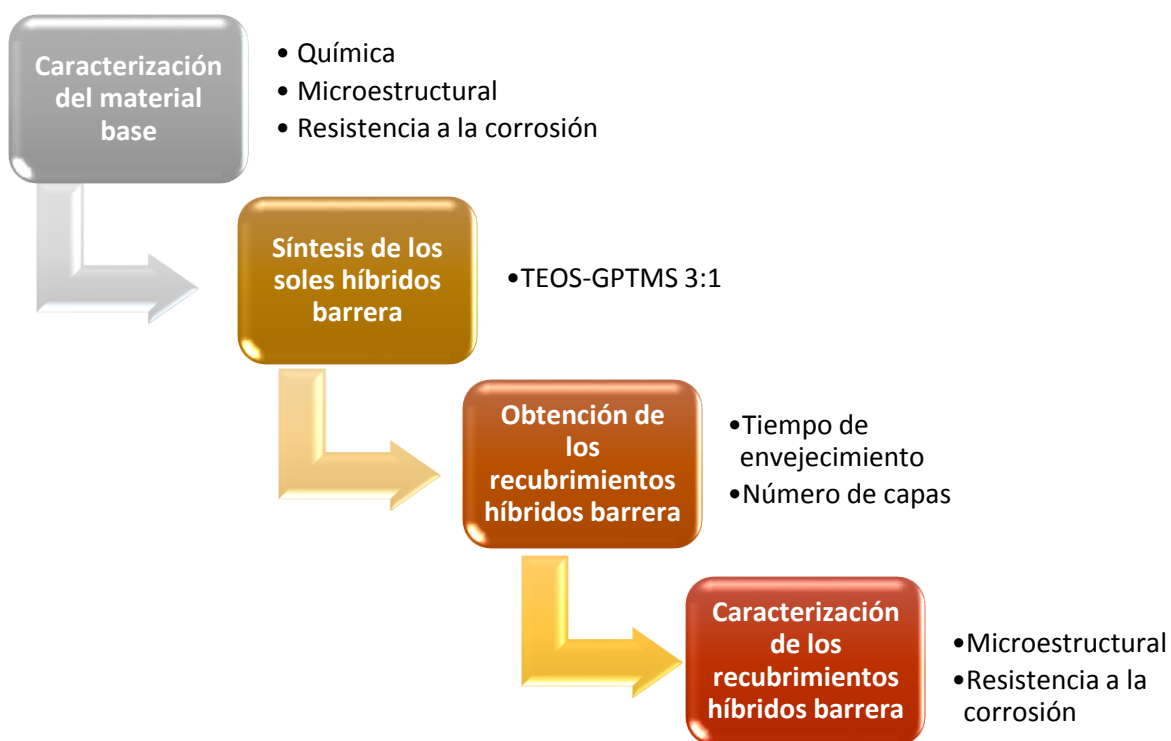 Caracterización
del material
base
• Química
• Microestructural
• Resistencia a la corrosión
Síntesis de los
soles híbridos
barrera
•TEOS-GPTMS 3:1
Obtención de
los
recubrimientos
híbridos barrera
•Tiempo de
envejecimiento
•Número de capas
Caracterización
de los
recubrimientos
híbridos barrera
•Microestructural
•Resistencia a la
corrosión